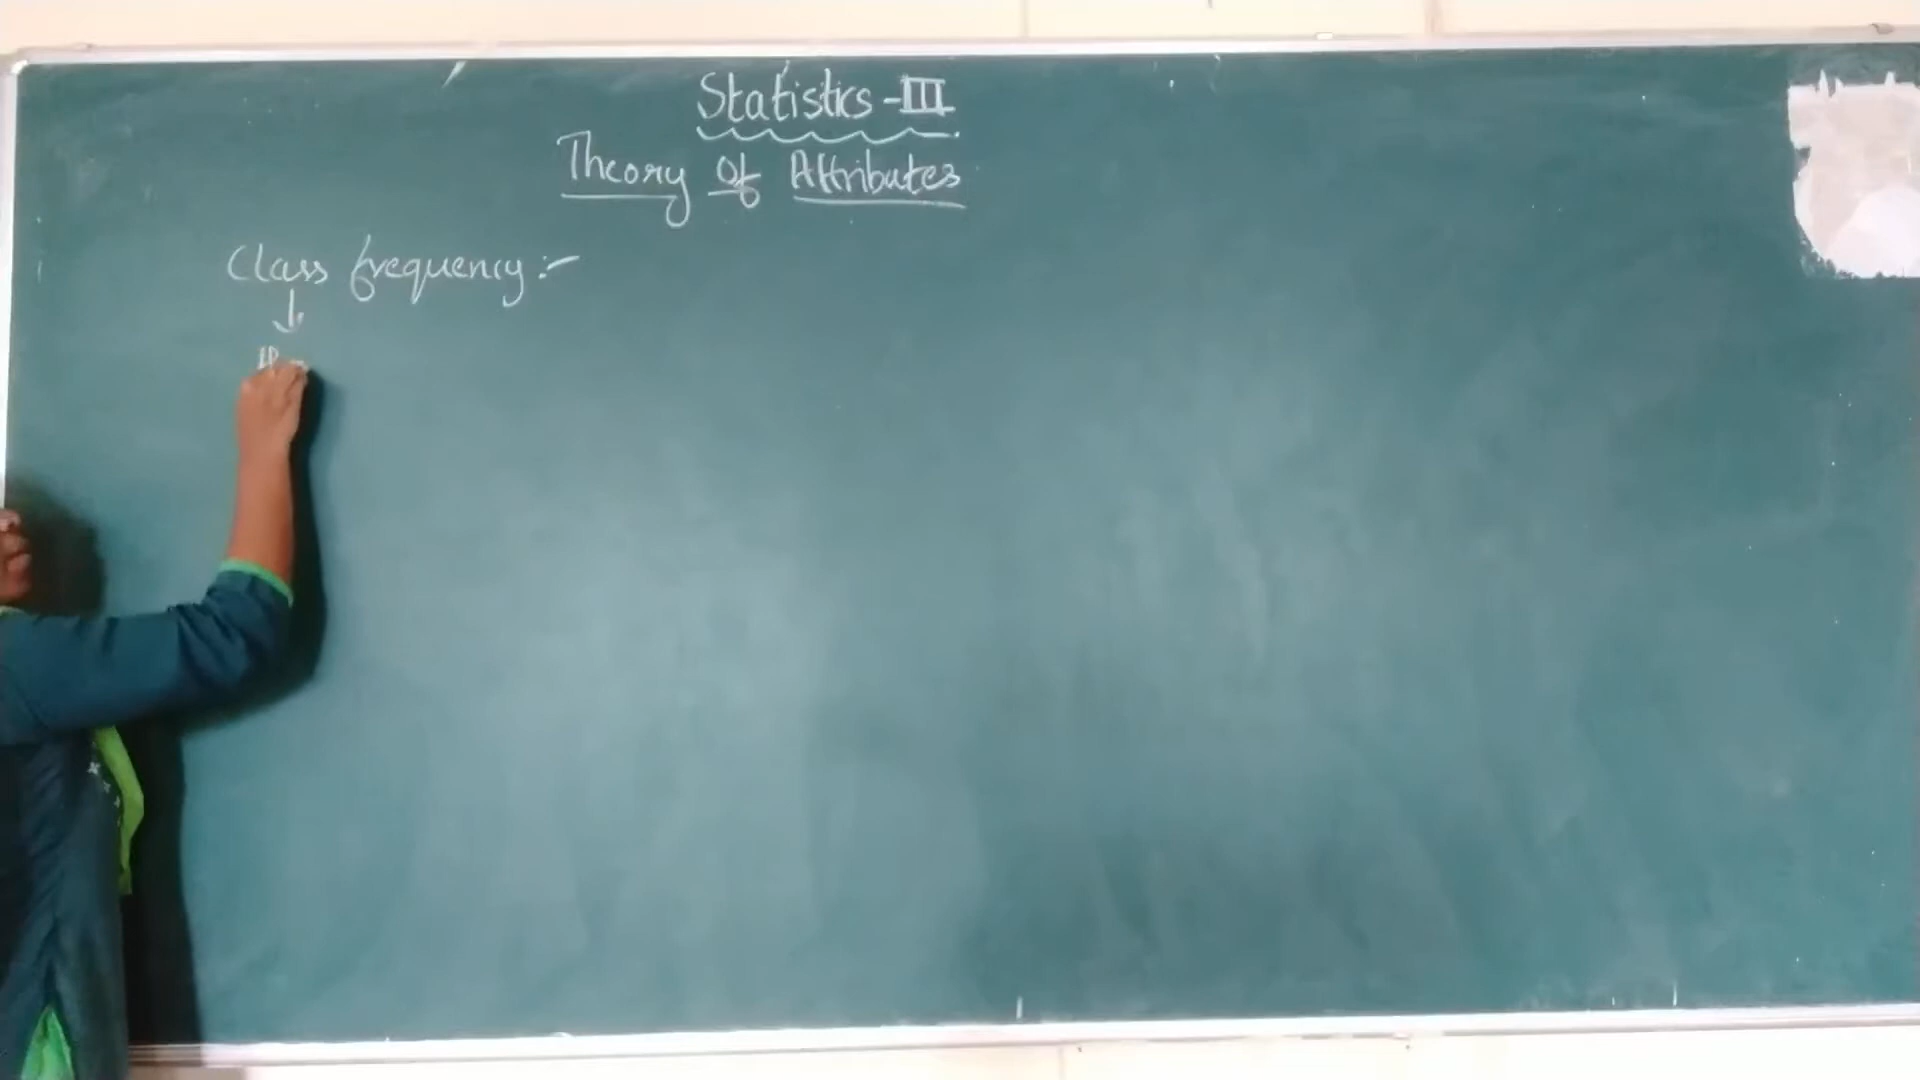 Statistics - III
Theory Of Attributes
Class frequency :-